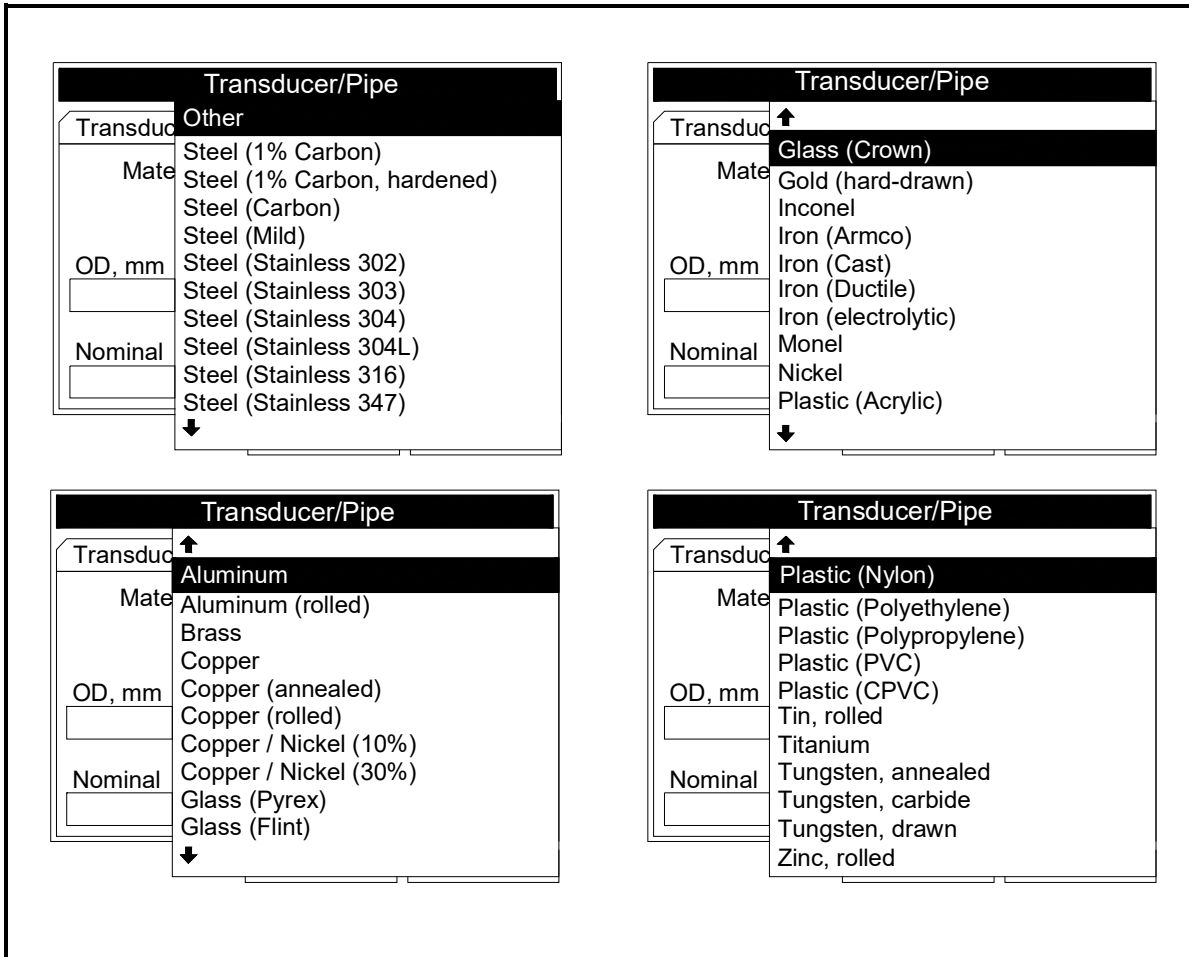 Transducer/Pipe
Other
Transduc
Steel (1% Carbon)
Mate
Steel (1% Carbon, hardened)
Steel (Carbon)
Steel (Mild)
OD, mm
Steel (Stainless 302)
Steel (Stainless 303)
Steel (Stainless 304)
Nominal
Steel (Stainless 304L)
Steel (Stainless 316)
Steel (Stainless 347)
Transducer/Pipe
Transduc
Glass (Crown)
Mate
Gold (hard-drawn)
Inconel
Iron (Armco)
OD, mm
Iron (Cast)
Iron (Ductile)
Iron (electrolytic)
Nominal
Monel
Nickel
Plastic (Acrylic)
Transducer/Pipe
Transduc
Aluminum
Mate
Aluminum (rolled)
Brass
Copper
OD, mm
Copper (annealed)
Copper (rolled)
Copper / Nickel (10%)
Nominal
Copper / Nickel (30%)
Glass (Pyrex)
Glass (Flint)
Transducer/Pipe
Transduc
Plastic (Nylon)
Mate
Plastic (Polyethylene)
Plastic (Polypropylene)
Plastic (PVC)
OD, mm
Plastic (CPVC)
Tin, rolled
Titanium
Nominal
Tungsten, annealed
Tungsten, carbide
Tungsten, drawn
Zinc, rolled